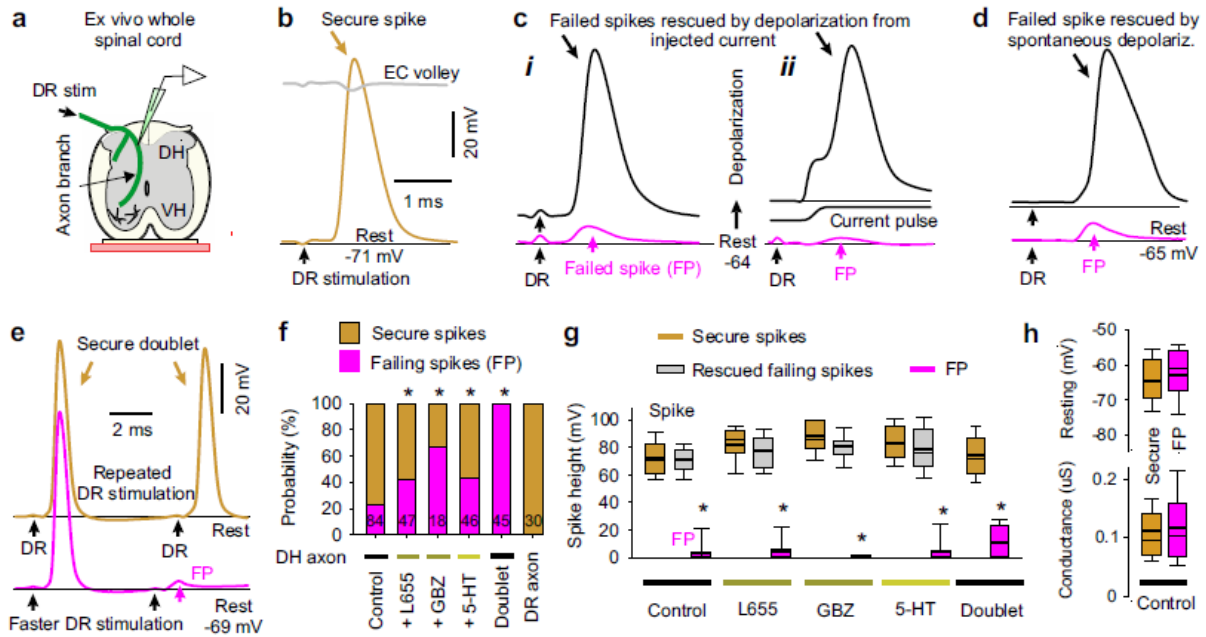 a
Ex vivo whole
spinal cord
DR stim
Axon branch
DH
VH
b
Secure spike
EC volley
20 mV
1 ms
Rest
-71 mV
DR stimulation
c
Failed spikes rescued by depolarization from
injected current
i
ii
Depolarization
Rest
-64
Current pulse
DR
Failed spike (FP)
DR
FP
d
Failed spike rescued by
spontaneous depolariz.
DR
FP
Rest
-65 mV
e
Secure doublet
20 mV
2 ms
Repeated
DR stimulation
DR
DR
Rest
FP
Faster DR stimulation
Rest
-69 mV
f
Secure spikes
Failing spikes (FP)
* * * *
Probability (%)
100
80
60
40
20
0
84 47 18 46 45 30
DH axon
Control
+ L655
+ GBZ
+ 5-HT
Doublet
DR axon
g
Secure spikes
Rescued failing spikes
FP
Spike
Spike height (mV)
100
80
60
40
20
0
FP
* * * * *
Control L655 GBZ 5-HT Doublet
h
Resting (mV)
-50
-60
-70
-80
Secure
FP
Conductance (uS)
0.2
0.1
0
Control